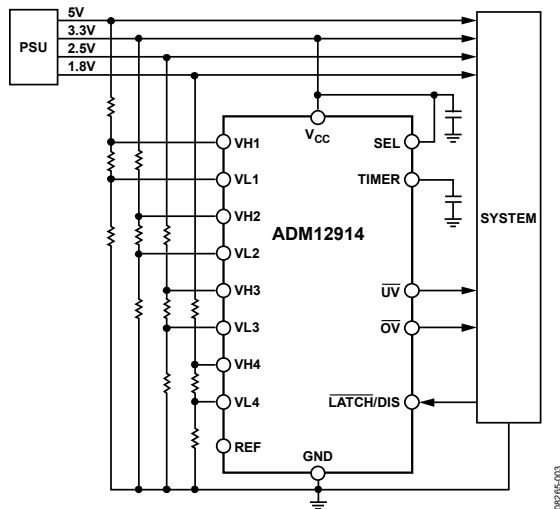 5V
3.3V
2.5V
1.8V
PSU
SYSTEM
VCC
VH1
VL1
VH2
VL2
VH3
VL3
VH4
VL4
REF
ADM12914
SEL
TIMER
UV
OV
LATCH/DIS
GND
08265-003